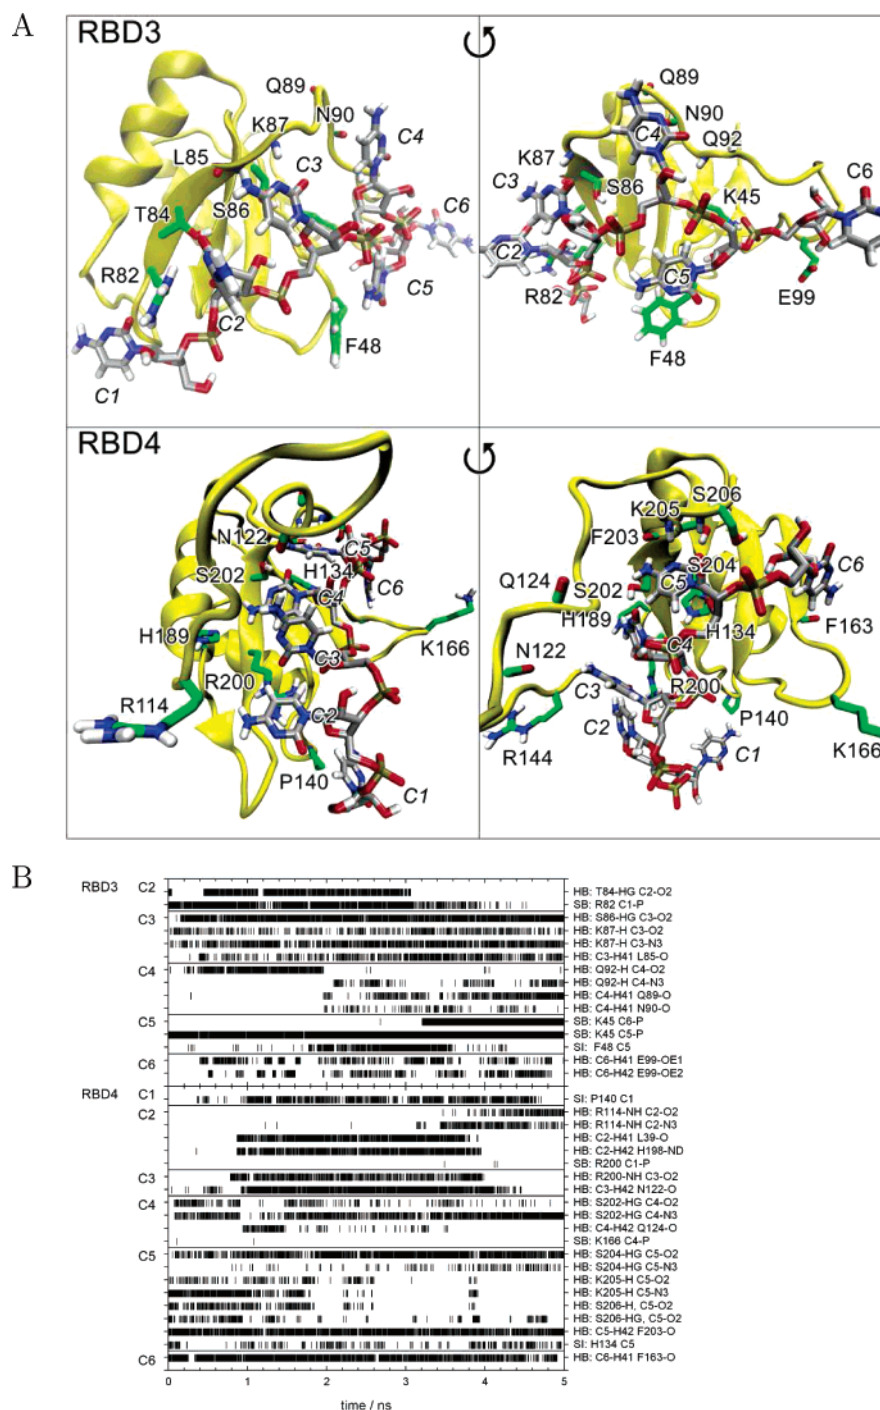 A
RBD3
Q89
N90
C4
K87
L85
C3
T84
S86
C6
R82
C5
C2
F48
C1
Q89
N90
C4
Q92
K87
C3
S86
C6
K45
C2
C5
R82
E99
F48
RBD4
N122
C5
H134
S202
C6
C4
H189
K166
C3
R200
R114
C2
P140
C1
S206
K205
F203
C6
S204
Q124
S202
C5
H189
F163
H134
C4
N122
C3
R200
P140
C2
R144
C1
K166
B
RBD3
C2
HB: T84-HG C2-O2
SB: R82 C1-P
C3
HB: S86-HG C3-O2
HB: K87-H C3-O2
HB: K87-H C3-N3
HB: C3-H41 L85-O
C4
HB: Q92-H C4-O2
HB: Q92-H C4-N3
HB: C4-H41 Q89-O
HB: C4-H41 N90-O
C5
SB: K45 C6-P
SB: K45 C5-P
SI: F48 C5
C6
HB: C6-H41 E99-OE1
HB: C6-H42 E99-OE2
RBD4
C1
SI: P140 C1
C2
HB: R114-NH C2-O2
HB: R114-NH C2-N3
HB: C2-H41 L39-O
HB: C2-H42 H198-ND
SB: R200 C1-P
C3
HB: R200-NH C3-O2
HB: C3-H42 N122-O
C4
HB: S202-HG C4-O2
HB: S202-HG C4-N3
HB: C4-H42 Q124-O
SB: K166 C4-P
C5
HB: S204-HG C5-O2
HB: S204-HG C5-N3
HB: K205-H C5-O2
HB: K205-H C5-N3
HB: S206-H, C5-O2
HB: S206-HG, C5-O2
HB: C5-H42 F203-O
SI: H134 C5
C6
HB: C6-H41 F163-O
0 1 2 3 4 5
time / ns